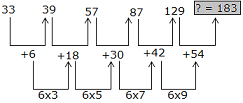 33 39 57 87 129 ? = 183
+6 +18 +30 +42 +54
6x3 6x5 6x7 6x9